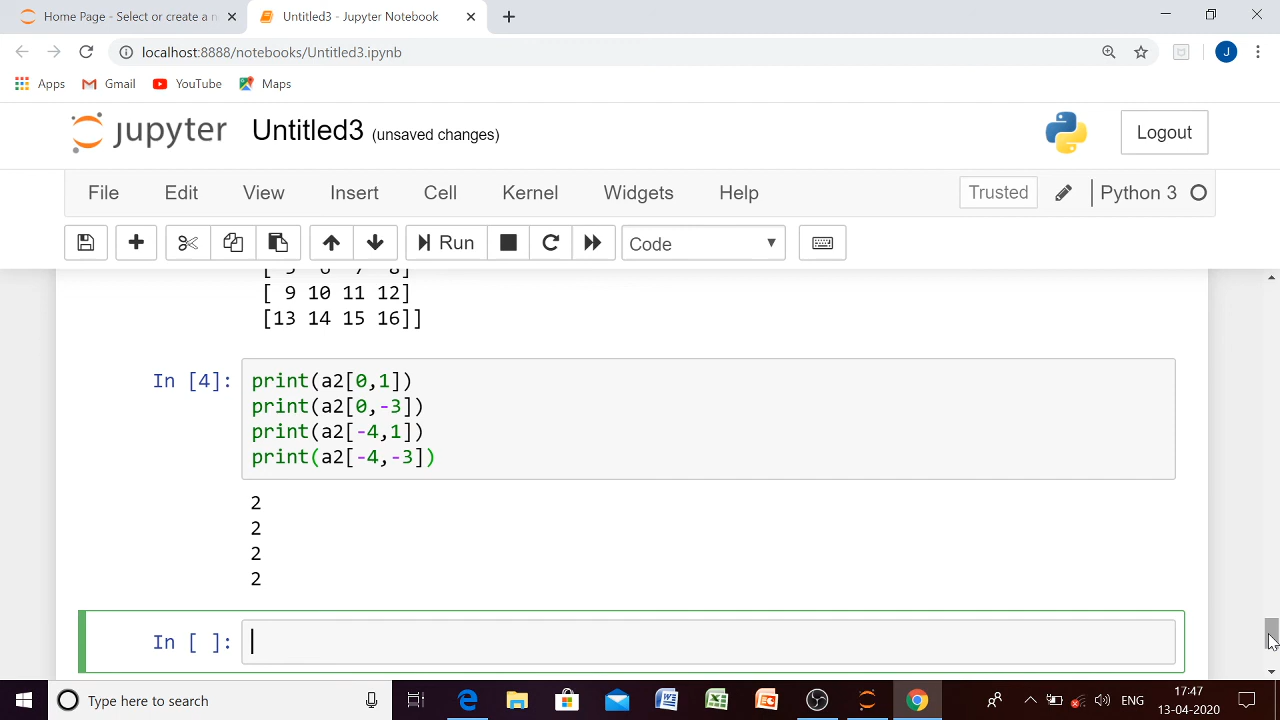 Home Page - Select or create a n
Untitled3 - Jupyter Notebook
localhost:8888/notebooks/Untitled3.ipynb
J
Apps
Gmail
YouTube
Maps
jupyter
Untitled3 (unsaved changes)
Logout
File
Edit
View
Insert
Cell
Kernel
Widgets
Help
Trusted
Python 3
Run
Code
[ 5  6  7  8]
[ 9 10 11 12]
[13 14 15 16]]
In [4]:
print(a2[0,1])
print(a2[0,-3])
print(a2[-4,1])
print(a2[-4,-3])
2
2
2
2
In [ ]:
Type here to search
ENG
17:47
13-04-2020